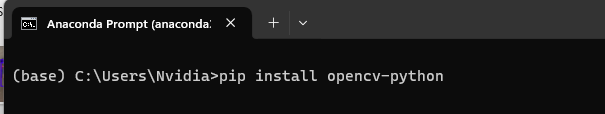 Anaconda Prompt (anaconda
(base) C:\Users\Nvidia>pip install opencv-python